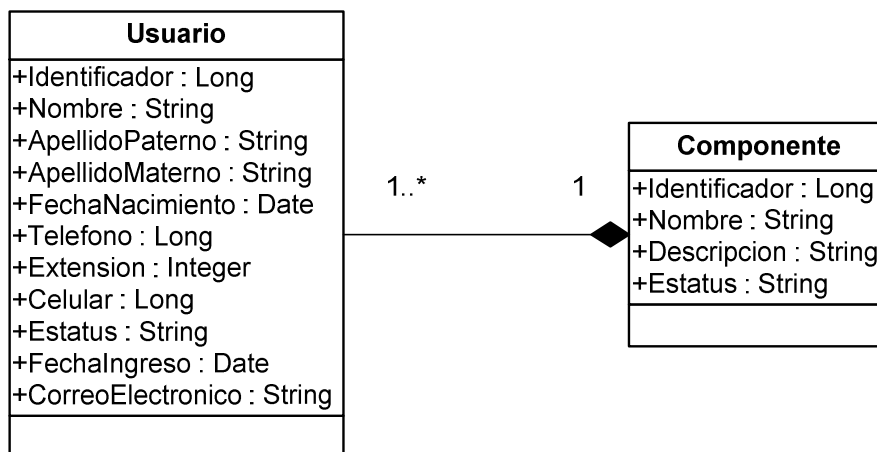 Usuario
+Identificador : Long
+Nombre : String
+ApellidoPaterno : String
+ApellidoMaterno : String
+FechaNacimiento : Date
+Telefono : Long
+Extension : Integer
+Celular : Long
+Estatus : String
+FechaIngreso : Date
+CorreoElectronico : String
1..*
1
Componente
+Identificador : Long
+Nombre : String
+Descripcion : String
+Estatus : String